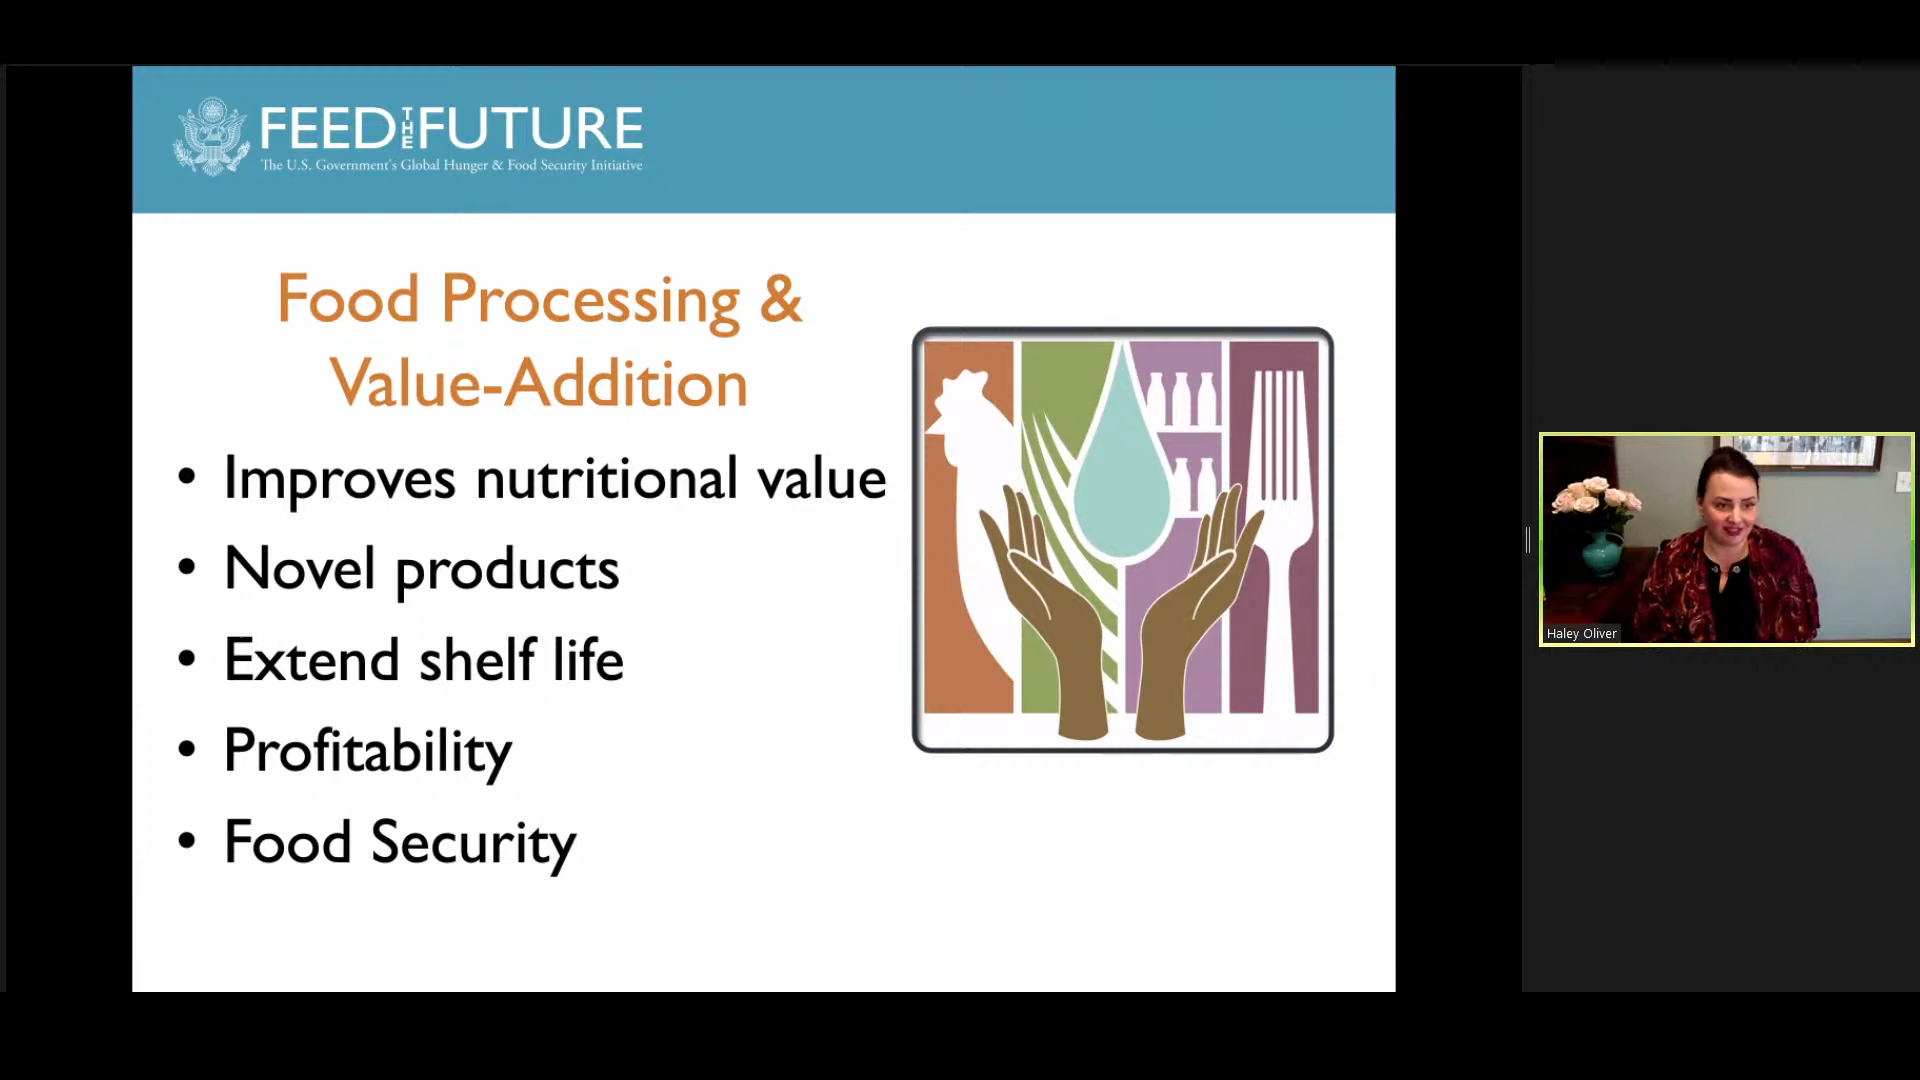 FEED THE FUTURE
The U.S. Government's Global Hunger & Food Security Initiative
Food Processing &
Value-Addition
• Improves nutritional value
• Novel products
• Extend shelf life
• Profitability
• Food Security
Haley Oliver